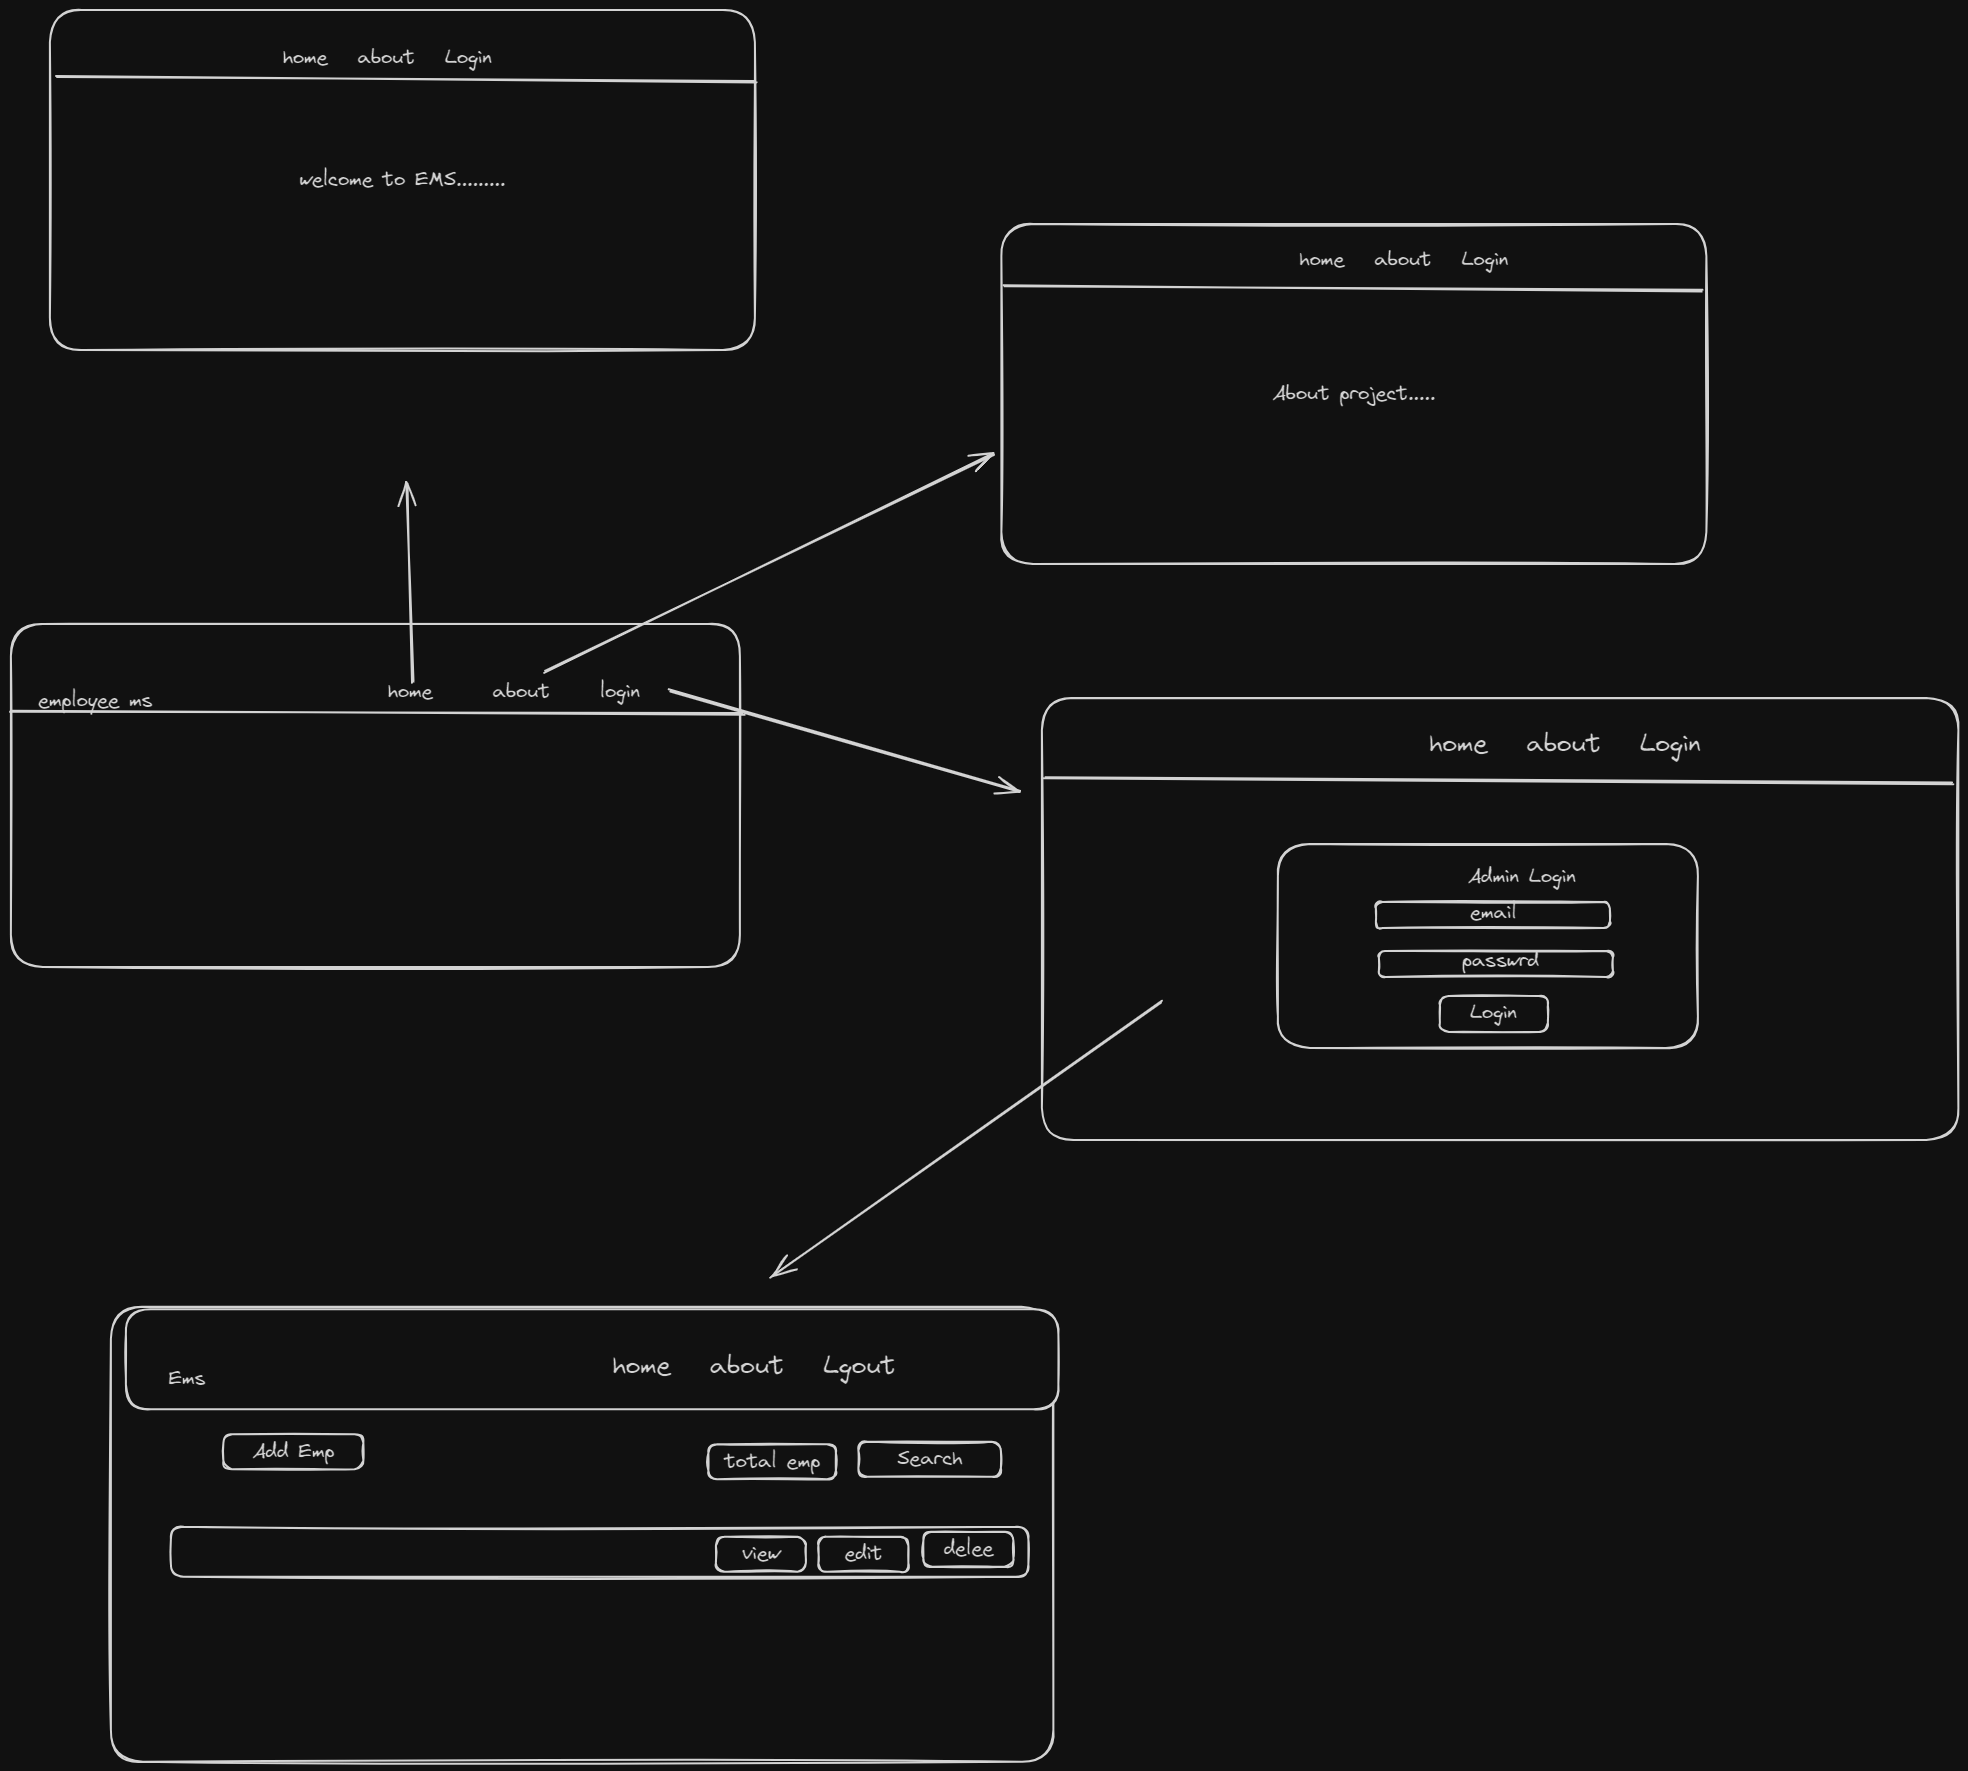 home about Login
welcome to EMS.........
home about Login
About project.....
employee ms home about login
home about Login
Admin Login
email
passwrd
Login
Ems home about Lgout
Add Emp total emp Search
view edit delee